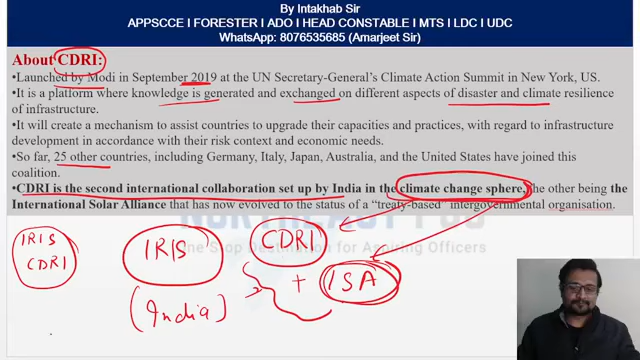 By Intakhab Sir
APPSCCE I FORESTER I ADO I HEAD CONSTABLE I MTS I LDC I UDC
WhatsApp: 8076535685 (Amarjeet Sir)
About CDRI:
•Launched by Modi in September 2019 at the UN Secretary-General's Climate Action Summit in New York, US.
•It is a platform where knowledge is generated and exchanged on different aspects of disaster and climate resilience
of infrastructure.
•It will create a mechanism to assist countries to upgrade their capacities and practices, with regard to infrastructure
development in accordance with their risk context and economic needs.
•So far, 25 other countries, including Germany, Italy, Japan, Australia, and the United States have joined this
coalition.
•CDRI is the second international collaboration set up by India in the climate change sphere, the other being the
International Solar Alliance that has now evolved to the status of a "treaty-based" intergovernmental organisation.
One Stop Destination for Aspiring Officers
IRIS
CDRI
IRIS
(India)
CDRI
+ ISA